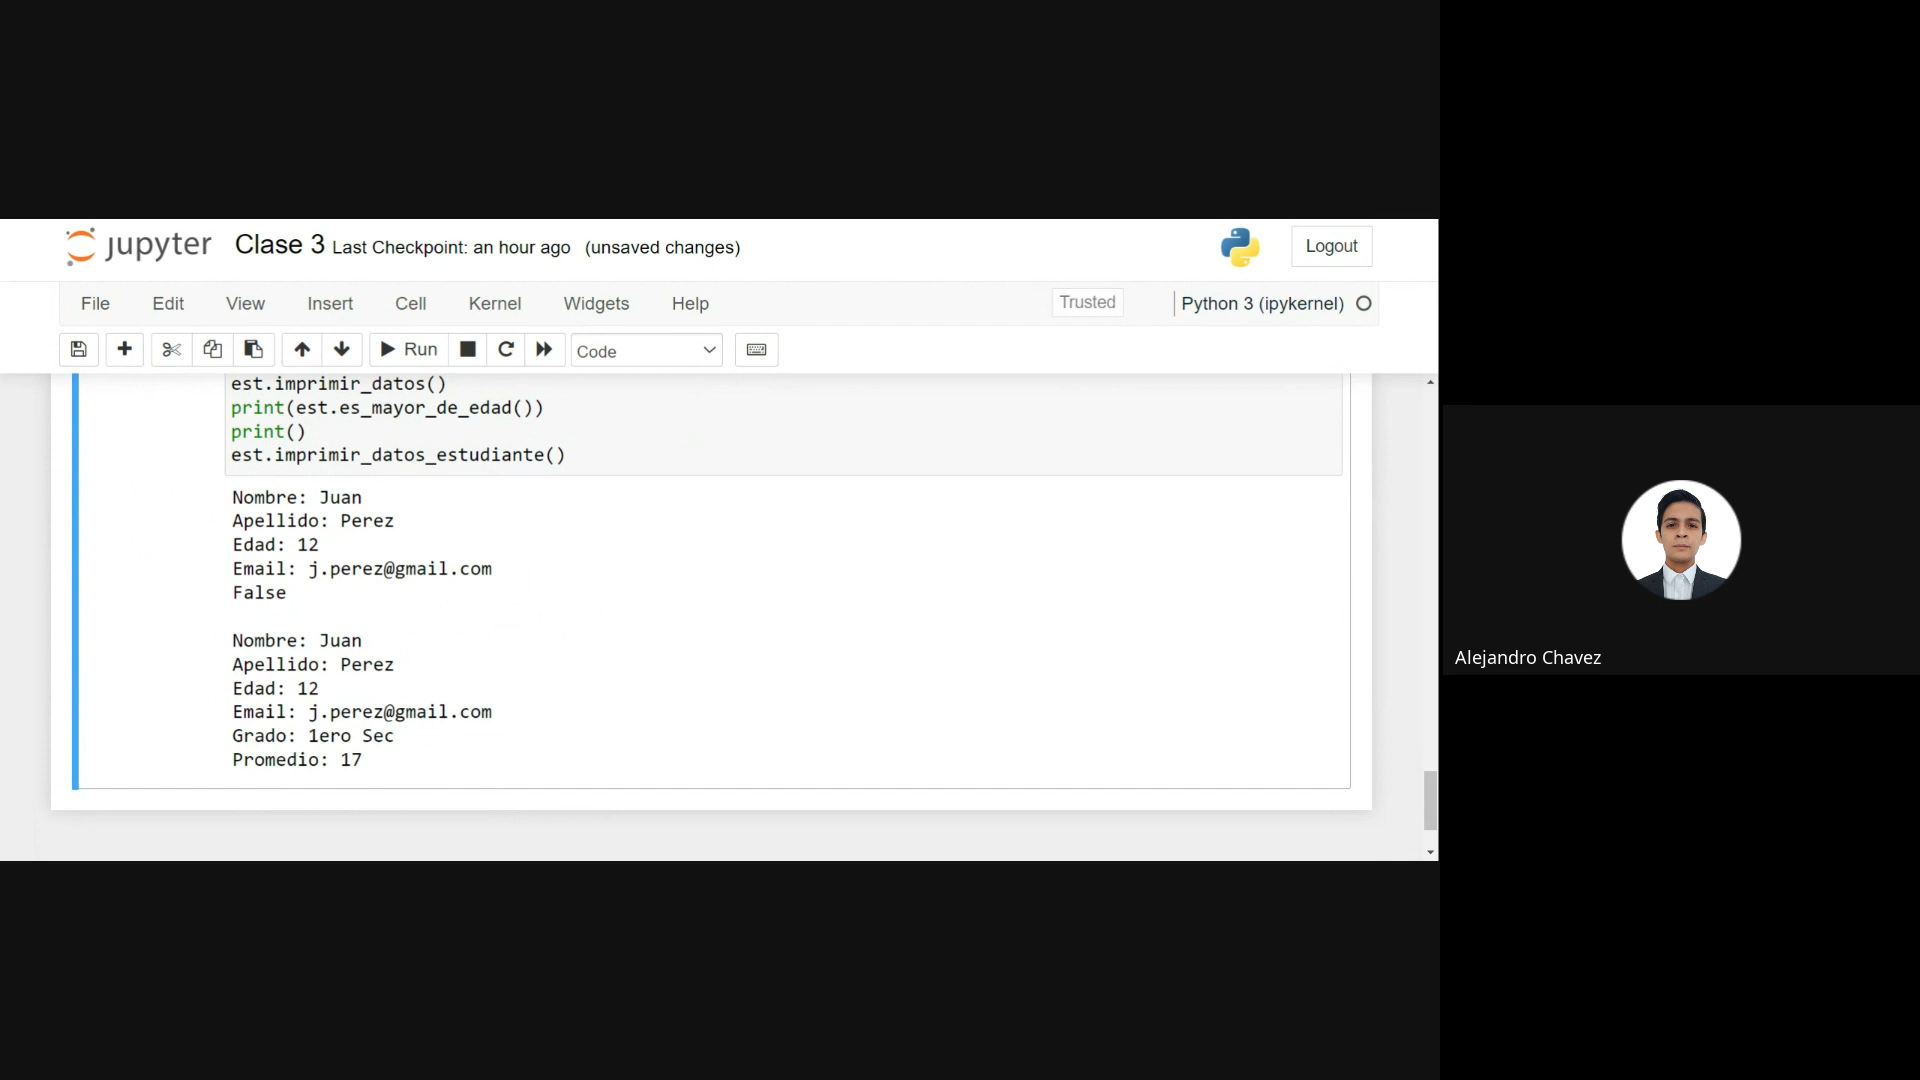 jupyter Clase 3 Last Checkpoint: an hour ago (unsaved changes)
Logout
File Edit View Insert Cell Kernel Widgets Help
Trusted
Python 3 (ipykernel)
Run
Code
est.imprimir_datos()
print(est.es_mayor_de_edad())
print()
est.imprimir_datos_estudiante()
Nombre: Juan
Apellido: Perez
Edad: 12
Email: j.perez@gmail.com
False
Nombre: Juan
Apellido: Perez
Edad: 12
Email: j.perez@gmail.com
Grado: 1ero Sec
Promedio: 17
Alejandro Chavez